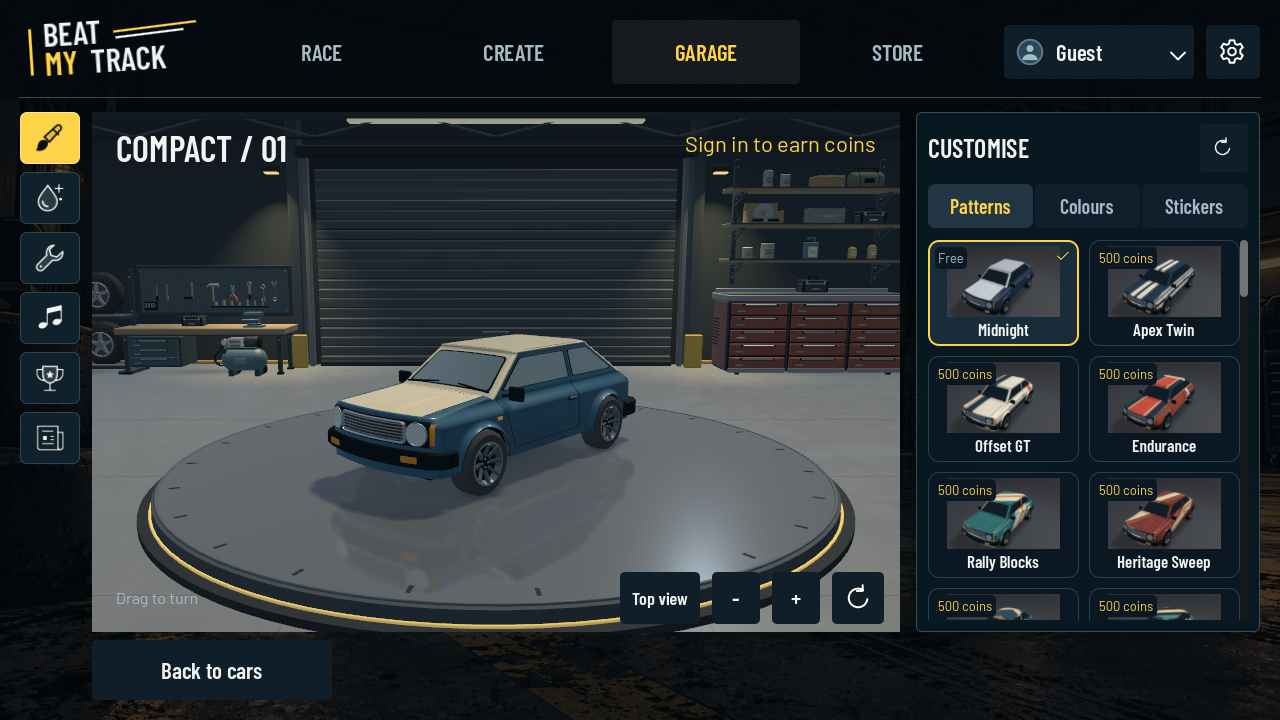 BEAT
MY TRACK
RACE
CREATE
GARAGE
STORE
Guest
COMPACT / 01
Sign in to earn coins
CUSTOMISE
Patterns
Colours
Stickers
Free
Midnight
500 coins
Apex Twin
500 coins
Offset GT
500 coins
Endurance
500 coins
Rally Blocks
500 coins
Heritage Sweep
500 coins
500 coins
Drag to turn
Top view
-
+
Back to cars